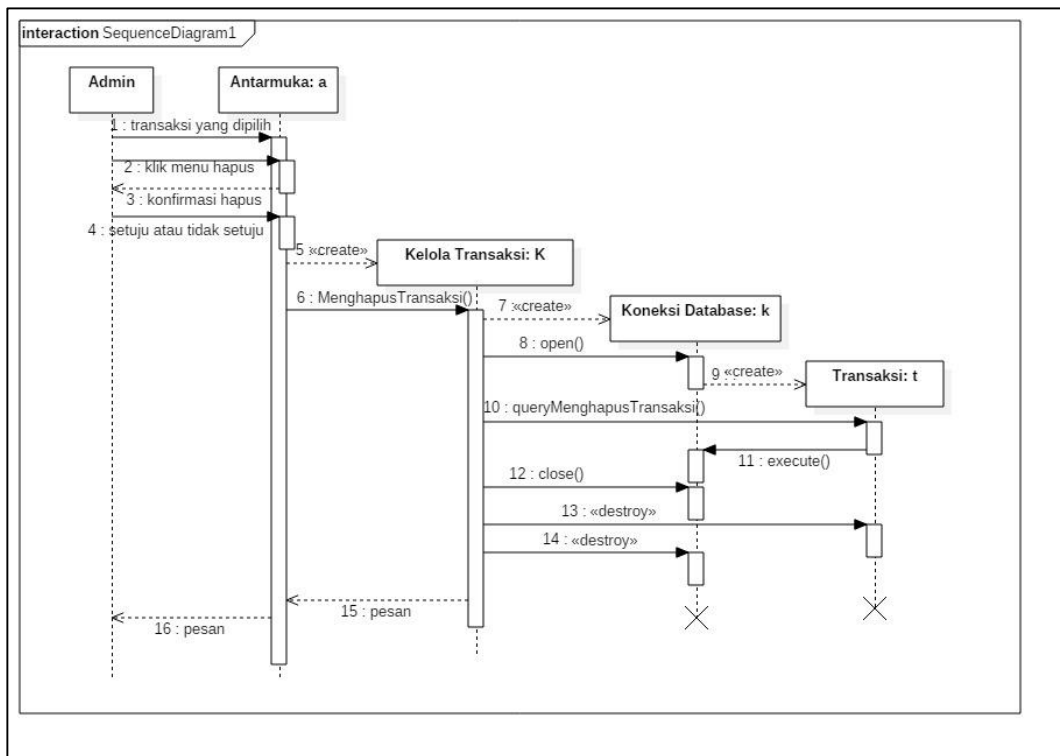 interaction SequenceDiagram1
Admin
Antarmuka: a
1 : transaksi yang dipilih
2 : klik menu hapus
3 : konfirmasi hapus
4 : setuju atau tidak setuju
5 : «create»
Kelola Transaksi: K
6 : MenghapusTransaksi()
7 : «create»
Koneksi Database: k
8 : open()
9 : «create»
Transaksi: t
10 : queryMenghapusTransaksi()
11 : execute()
12 : close()
13 : «destroy»
14 : «destroy»
15 : pesan
16 : pesan